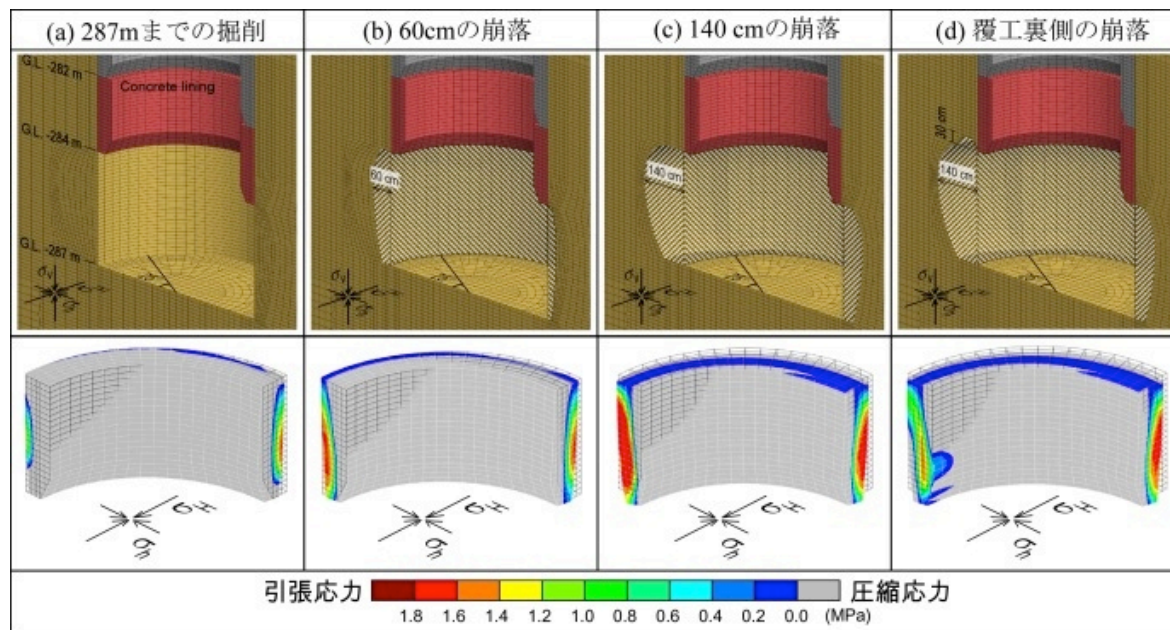 (a) 287mまでの掘削
(b) 60cmの崩落
(c) 140 cmの崩落
(d) 覆工裏側の崩落
G.L. -282 m
Concrete lining
G.L. -284 m
G.L. -287 m
σv
60 cm
140 cm
30 cm
140 cm
σH
σh
σH
σh
σH
σh
σH
σh
引張応力
圧縮応力
1.8 1.6 1.4 1.2 1.0 0.8 0.6 0.4 0.2 0.0 (MPa)